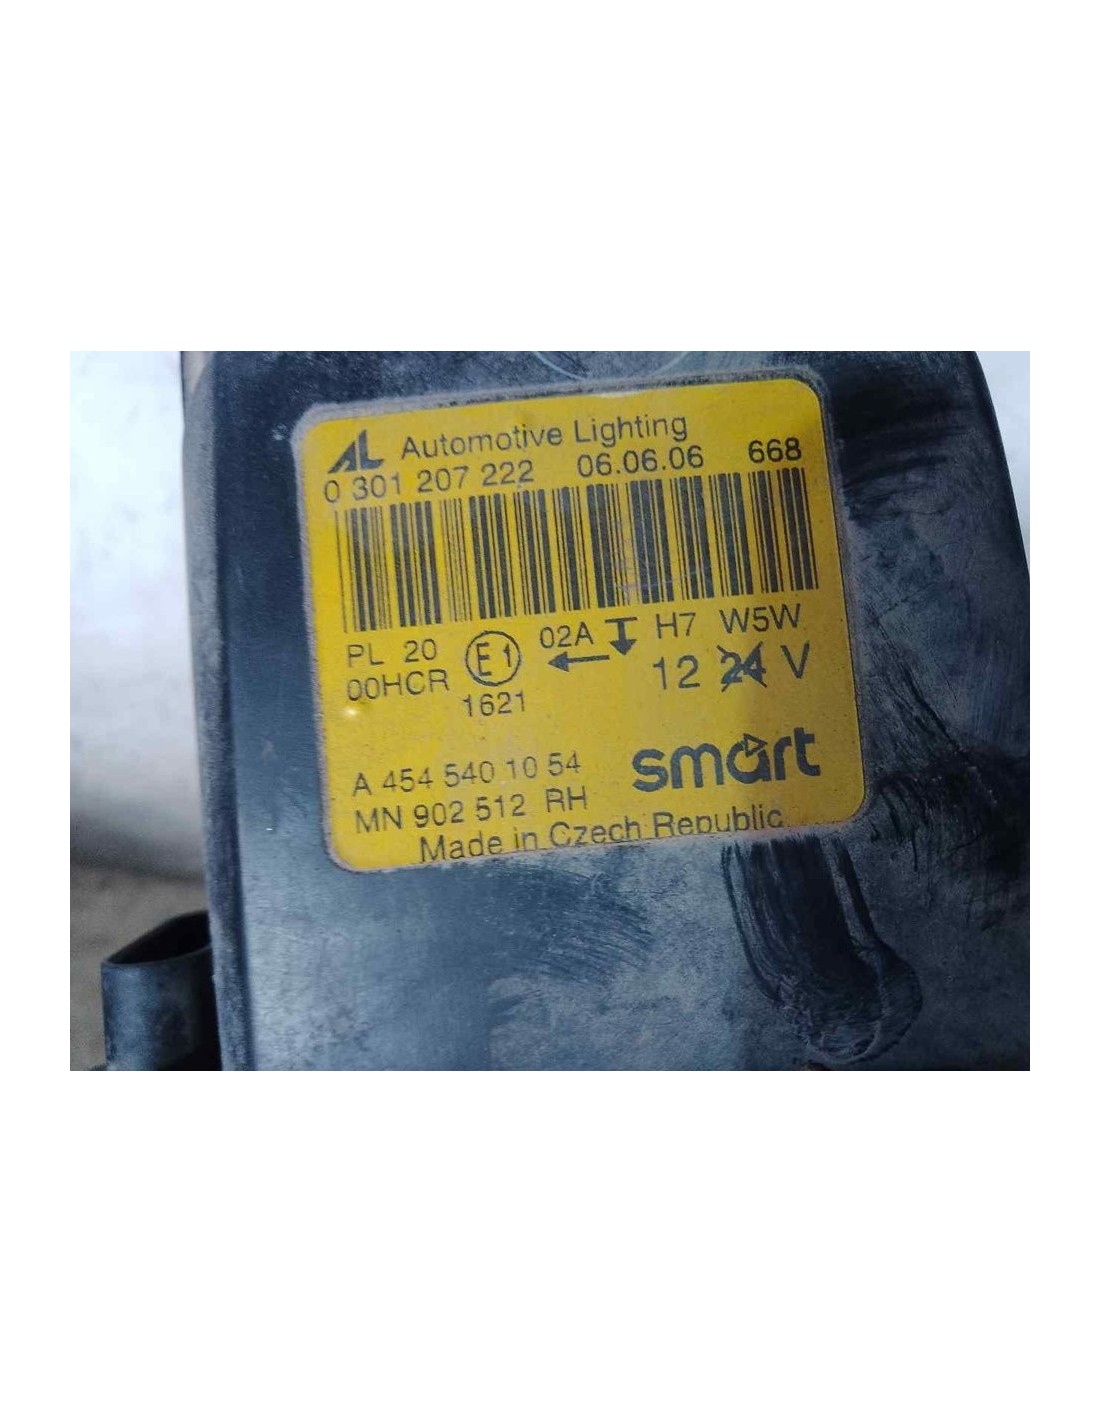 AL Automotive Lighting
0 301 207 222 06.06.06 668
PL 20 E1 02A H7 W5W
00HCR 12 24 V
1621
A 454 540 10 54 smart
MN 902 512 RH
Made in Czech Republic